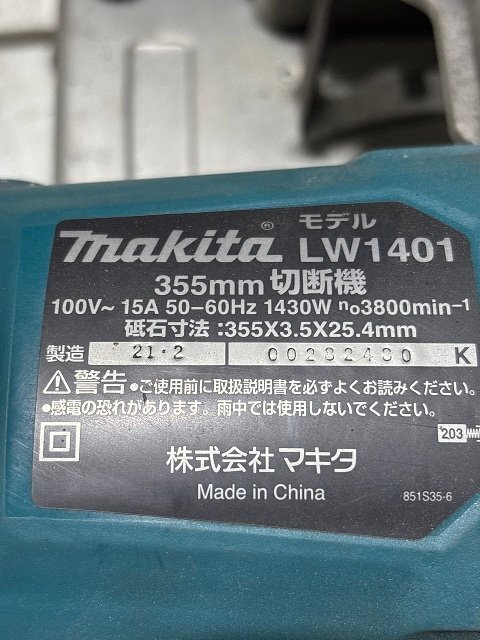 makita ® モデル LW1401
355mm 切断機
100V~ 15A 50-60Hz 1430W no3800min-1
砥石寸法:355X3.5X25.4mm
製造 21·2 00282430 K
⚠警告●ご使用前に取扱説明書を必ずよくお読みください。
●感電の恐れがあります。雨中では使用しないでください。
203
株式会社 マキタ
Made in China 851S35-6